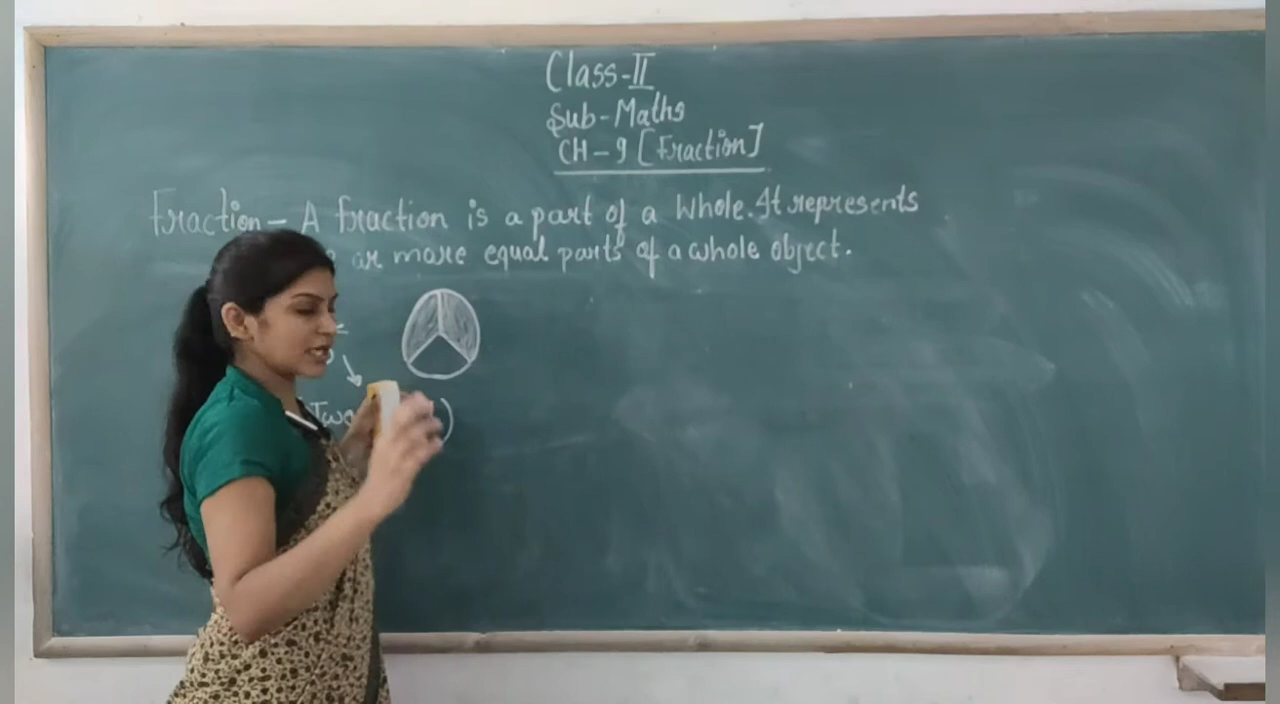 Class-II
Sub-Maths
CH-9 [Fraction]
Fraction - A fraction is a part of a whole. It represents
or more equal parts of a whole object.